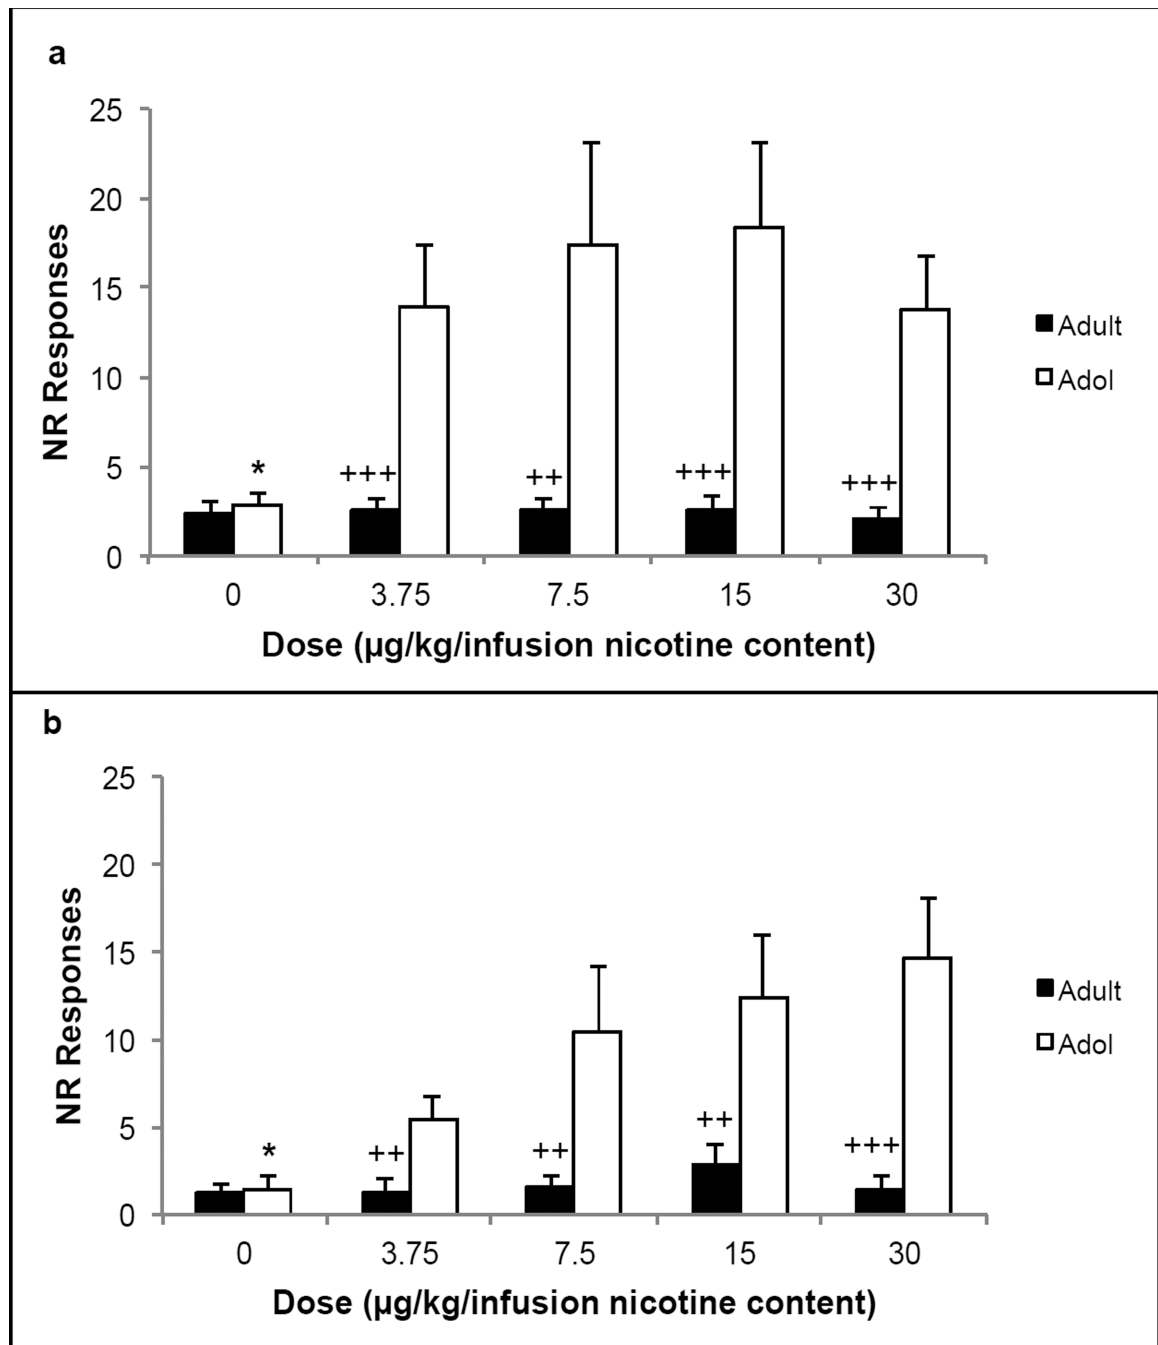 a
25
20
15
10
5
0
NR Responses
*
+++
++
+++
+++
Adult
Adol
0 3.75 7.5 15 30
Dose (µg/kg/infusion nicotine content)
b
25
20
15
10
5
0
NR Responses
*
++
++
++
+++
Adult
Adol
0 3.75 7.5 15 30
Dose (µg/kg/infusion nicotine content)